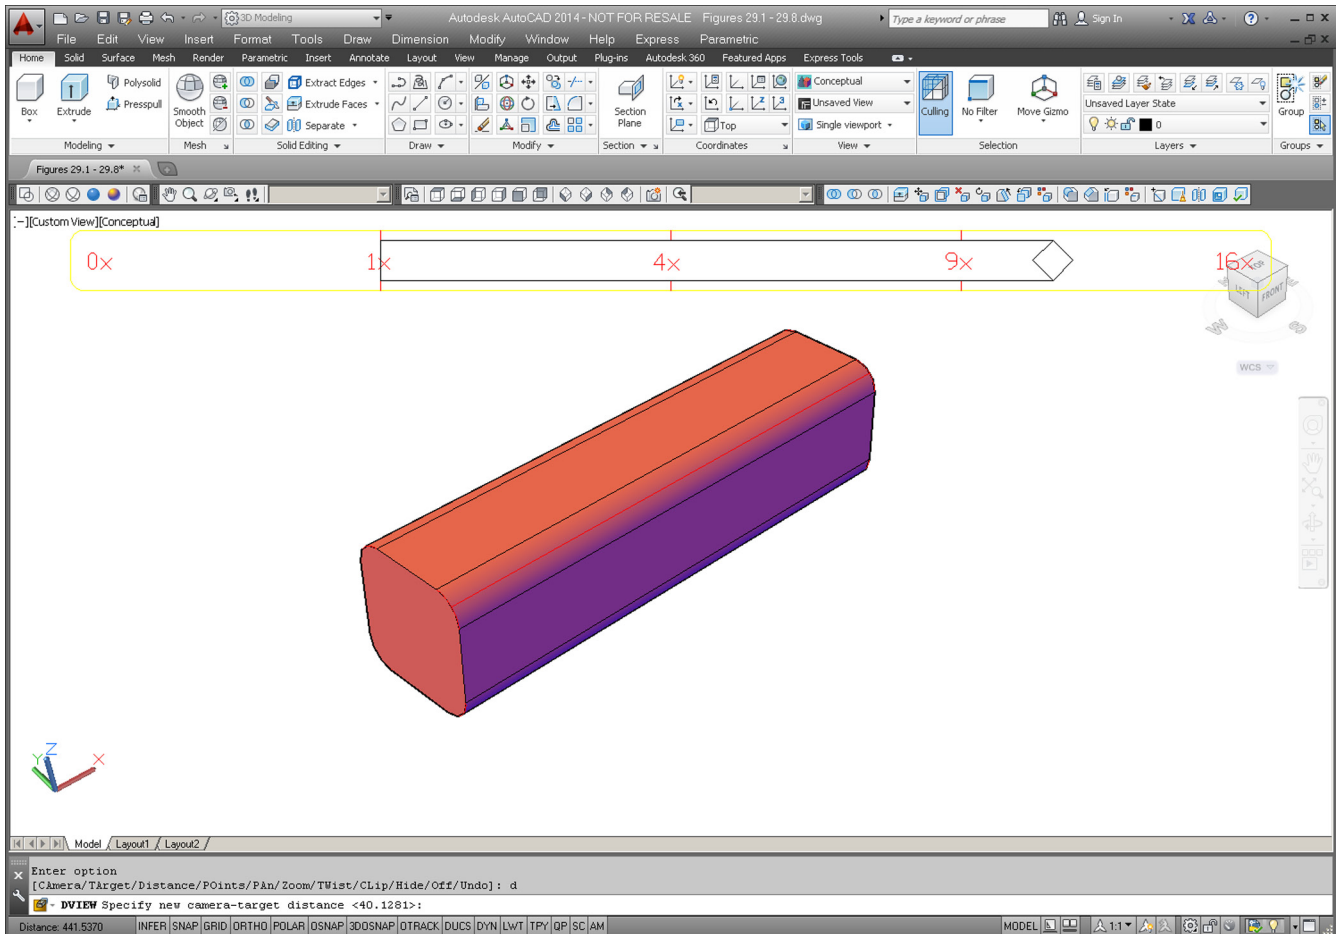 3D Modeling
Autodesk AutoCAD 2014 - NOT FOR RESALE Figures 29.1 - 29.8.dwg
Type a keyword or phrase
Sign In
File Edit View Insert Format Tools Draw Dimension Modify Window Help Express Parametric
Home Solid Surface Mesh Render Parametric Insert Annotate Layout View Manage Output Plug-ins Autodesk 360 Featured Apps Express Tools
Box
Extrude
Polysolid
Presspull
Smooth
Object
Extract Edges
Extrude Faces
Separate
Section
Plane
Top
Conceptual
Unsaved View
Single viewport
Culling
No Filter
Move Gizmo
Unsaved Layer State
0
Group
Modeling
Mesh
Solid Editing
Draw
Modify
Section
Coordinates
View
Selection
Layers
Groups
Figures 29.1 - 29.8*
[-][Custom View][Conceptual]
0x 1x 4x 9x 16x
TOP
LEFT
FRONT
W
S
WCS
Z
Y
X
Model Layout1 Layout2
Enter option
[CAmera/TArget/Distance/POints/PAn/Zoom/TWist/CLip/Hide/Off/Undo]: d
DVIEW Specify new camera-target distance <40.1281>:
Distance: 441.5370
INFER SNAP GRID ORTHO POLAR OSNAP 3DOSNAP OTRACK DUCS DYN LWT TPY QP SC AM
MODEL
1:1